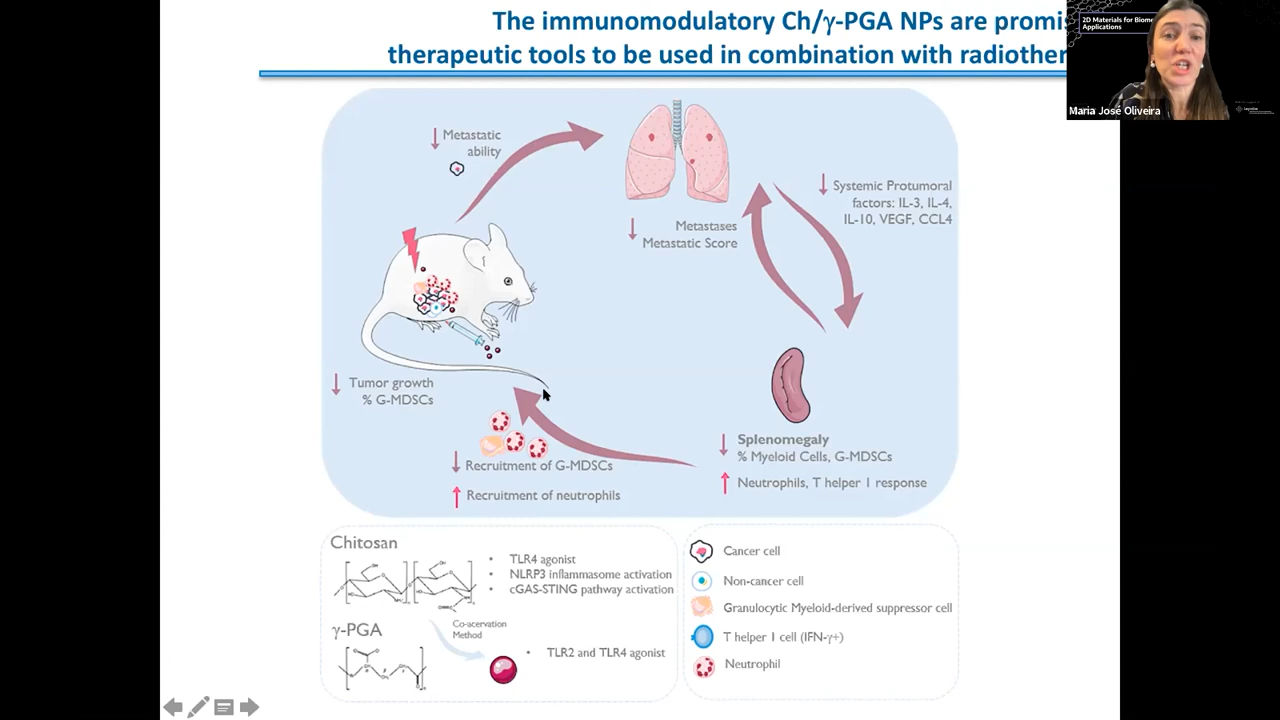 The immunomodulatory Ch/γ-PGA NPs are promi
therapeutic tools to be used in combination with radiother
2D Materials for Biome
Applications
Maria José Oliveira
↓ Metastatic
ability
↓ Systemic Protumoral
factors: IL-3, IL-4,
IL-10, VEGF, CCL4
↓ Metastases
Metastatic Score
↓ Tumor growth
% G-MDSCs
↓ Splenomegaly
% Myeloid Cells, G-MDSCs
↑ Neutrophils, T helper 1 response
↓ Recruitment of G-MDSCs
↑ Recruitment of neutrophils
Chitosan
• TLR4 agonist
• NLRP3 inflammasome activation
• cGAS-STING pathway activation
γ-PGA
Co-acervation
Method
• TLR2 and TLR4 agonist
Cancer cell
Non-cancer cell
Granulocytic Myeloid-derived suppressor cell
T helper 1 cell (IFN-γ+)
Neutrophil